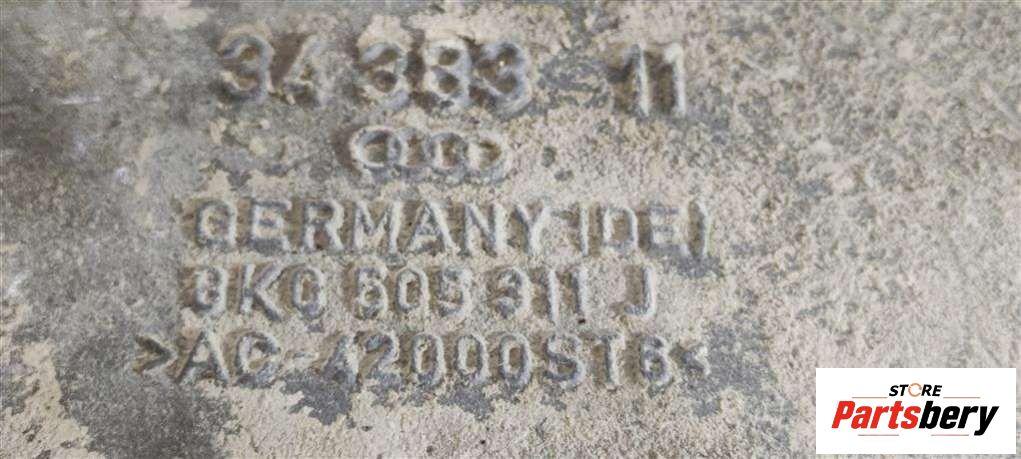 34 383 11
GERMANY (DE)
8K0 505 311 J
>AC-42000ST6<
STORE
Partsbery